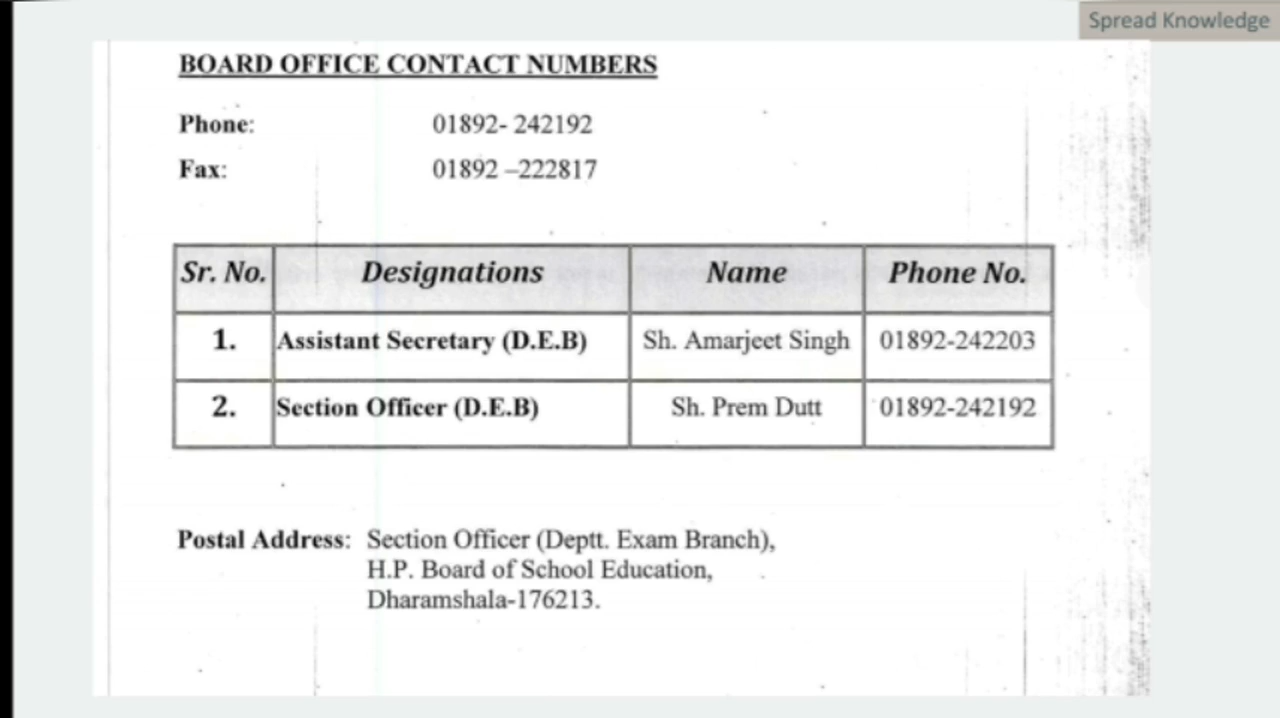 Spread Knowledge
BOARD OFFICE CONTACT NUMBERS
Phone: 01892- 242192
Fax: 01892 –222817
Sr. No. Designations Name Phone No.
1. Assistant Secretary (D.E.B) Sh. Amarjeet Singh 01892-242203
2. Section Officer (D.E.B) Sh. Prem Dutt 01892-242192
Postal Address: Section Officer (Deptt. Exam Branch),
H.P. Board of School Education,
Dharamshala-176213.